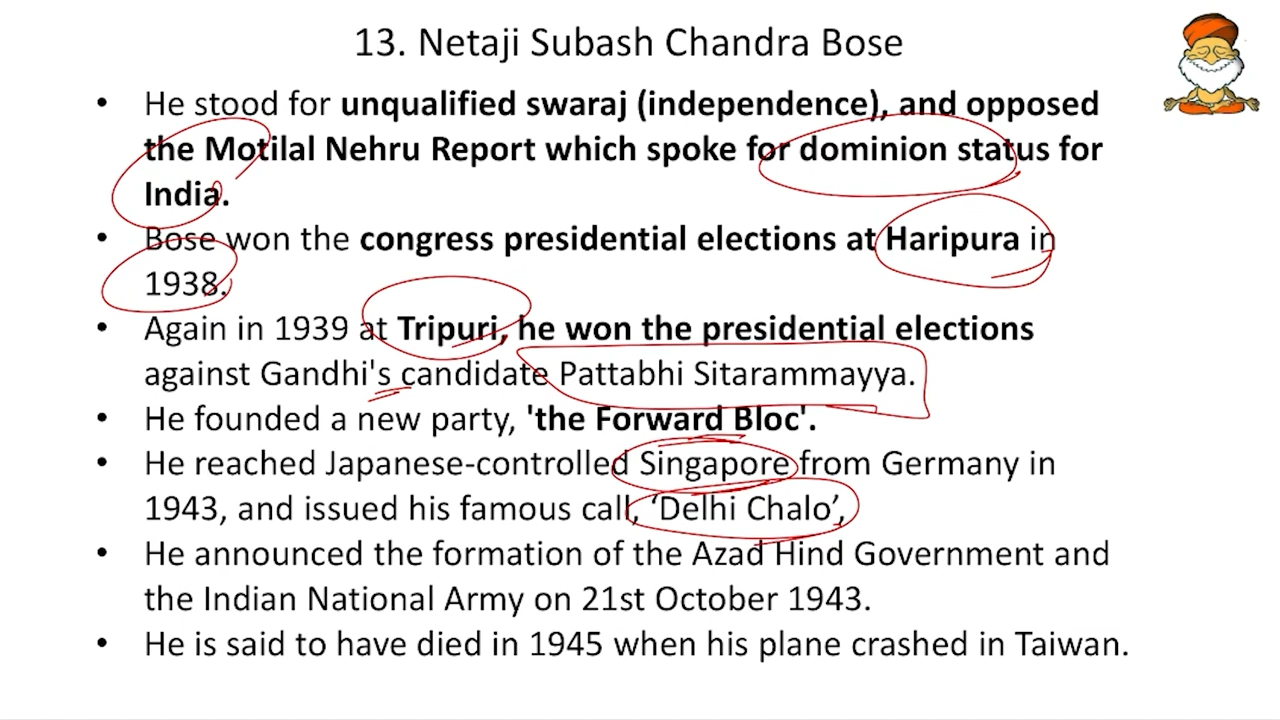 13. Netaji Subash Chandra Bose
• He stood for unqualified swaraj (independence), and opposed
the Motilal Nehru Report which spoke for dominion status for
India.
• Bose won the congress presidential elections at Haripura in
1938.
• Again in 1939 at Tripuri, he won the presidential elections
against Gandhi's candidate Pattabhi Sitarammayya.
• He founded a new party, 'the Forward Bloc'.
• He reached Japanese-controlled Singapore from Germany in
1943, and issued his famous call, ‘Delhi Chalo’,
• He announced the formation of the Azad Hind Government and
the Indian National Army on 21st October 1943.
• He is said to have died in 1945 when his plane crashed in Taiwan.